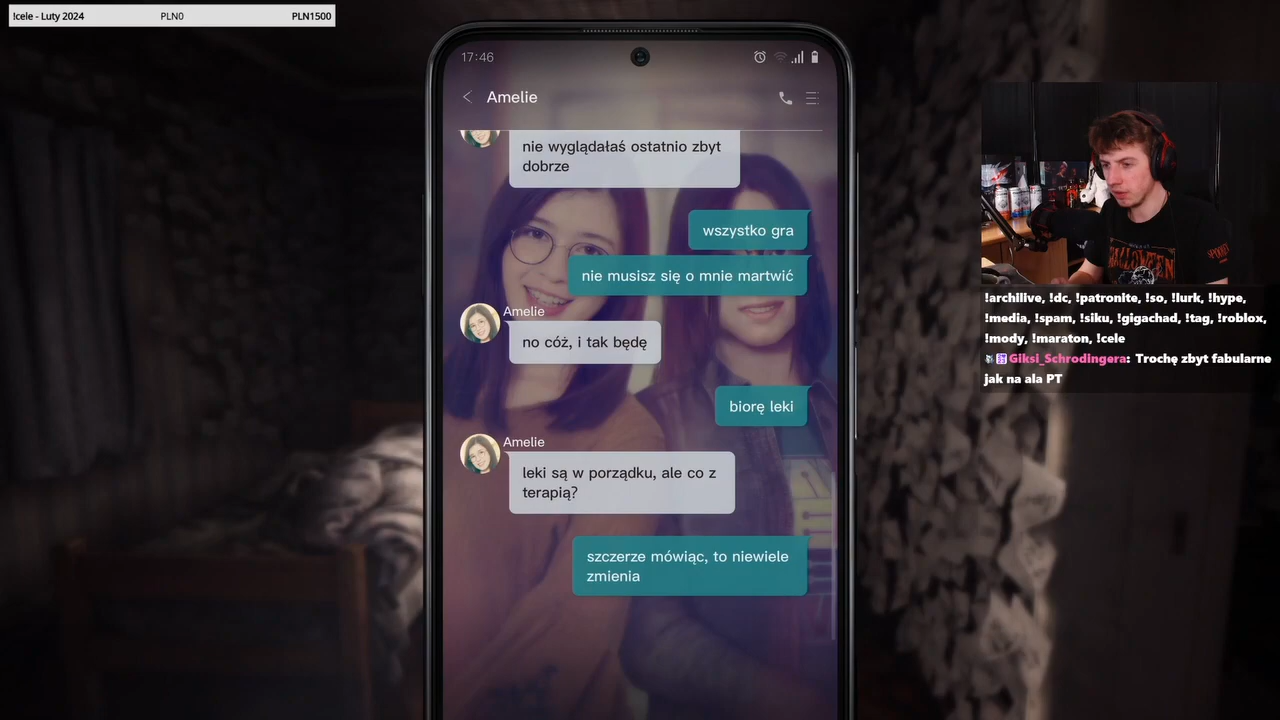 !cele - Luty 2024 PLN0 PLN1500
17:46
Amelie
nie wyglądałaś ostatnio zbyt
dobrze
wszystko gra
nie musisz się o mnie martwić
Amelie
no cóż, i tak będę
biorę leki
Amelie
leki są w porządku, ale co z
terapią?
szczerze mówiąc, to niewiele
zmienia
!archilive, !dc, !patronite, !so, !lurk, !hype,
!media, !spam, !siku, !gigachad, !tag, !roblox,
!mody, !maraton, !cele
Giksi_Schrodingera: Trochę zbyt fabularne
jak na ala PT